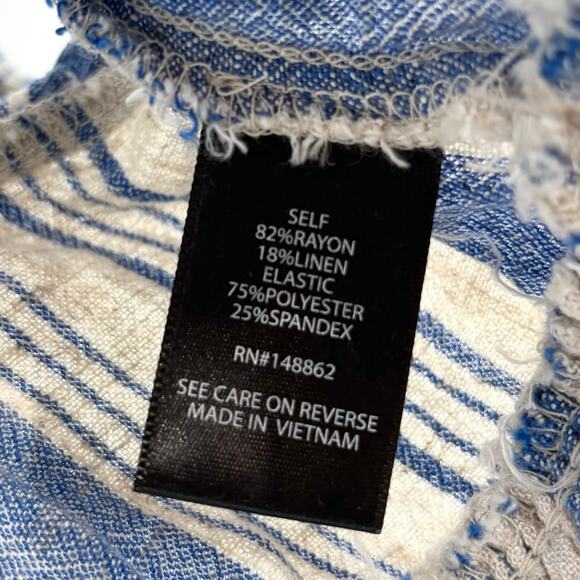 SELF
82%RAYON
18%LINEN
ELASTIC
75%POLYESTER
25%SPANDEX
RN#148862
SEE CARE ON REVERSE
MADE IN VIETNAM